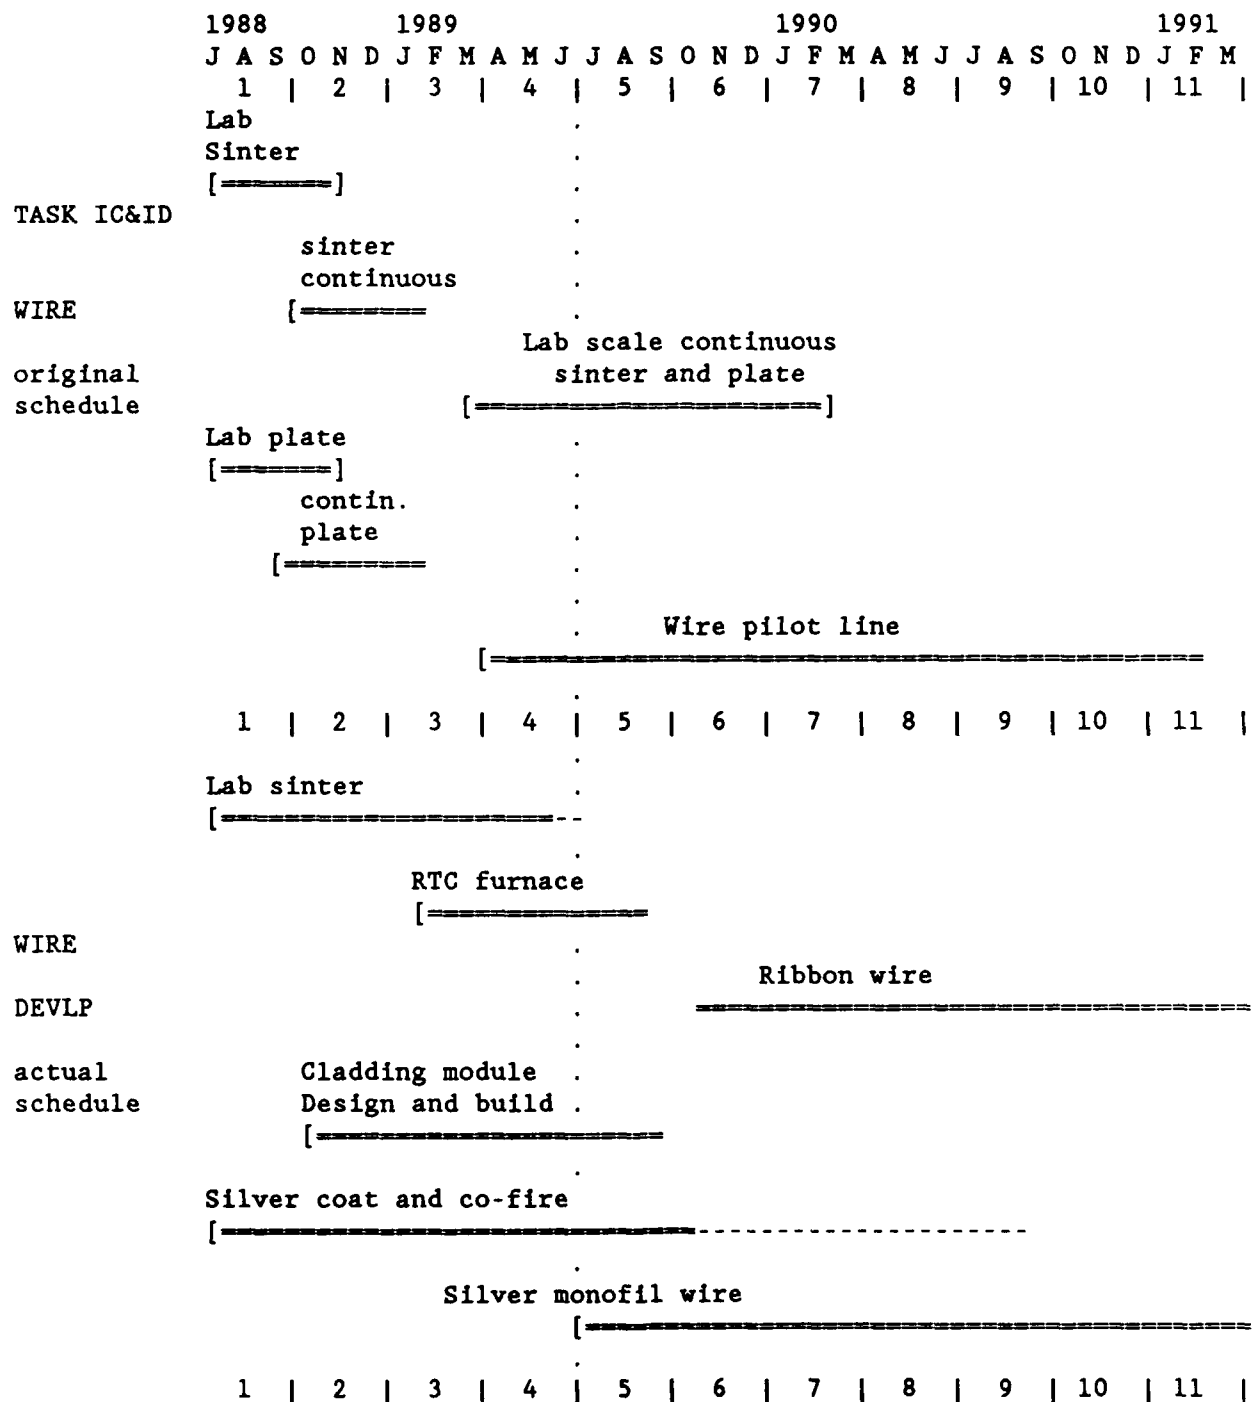 1988 1989 1990 1991
J A S O N D J F M A M J J A S O N D J F M A M J J A S O N D J F M
1 | 2 | 3 | 4 | 5 | 6 | 7 | 8 | 9 | 10 | 11 |
Lab
Sinter
[=======]
TASK IC&ID
sinter
continuous
WIRE [========
Lab scale continuous
original sinter and plate
schedule [======================]
Lab plate
[=======]
contin.
plate
[=========
Wire pilot line
[=============================================
1 | 2 | 3 | 4 | 5 | 6 | 7 | 8 | 9 | 10 | 11 |
Lab sinter
[=====================--
RTC furnace
[==============
WIRE
Ribbon wire
DEVLP ===================================
actual Cladding module
schedule Design and build
[======================
Silver coat and co-fire
[==============================---------------------
Silver monofil wire
[==========================================
1 | 2 | 3 | 4 | 5 | 6 | 7 | 8 | 9 | 10 | 11 |